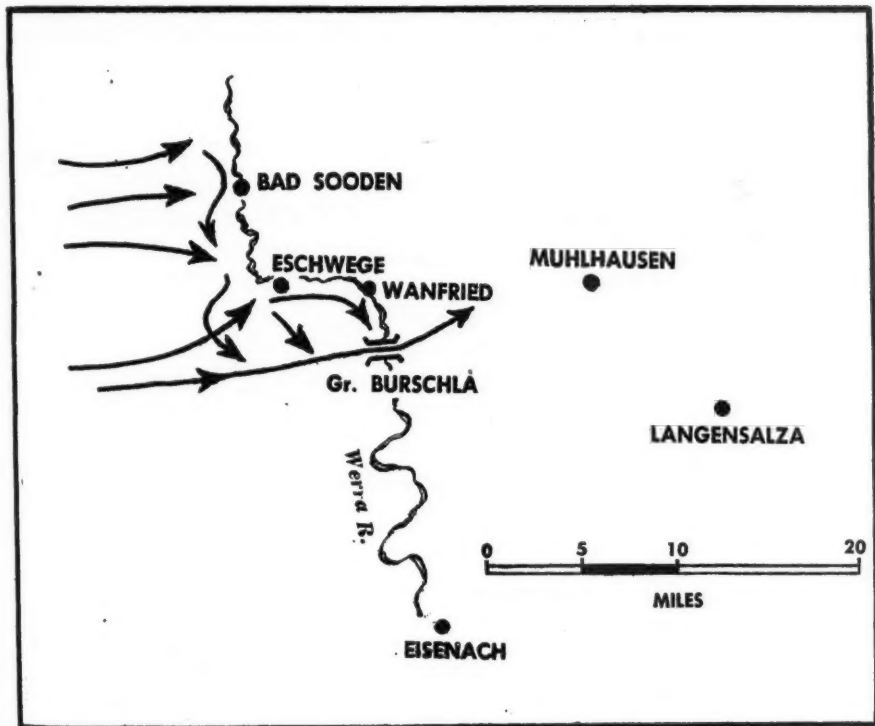 BAD SOODEN
ESCHWEGE
WANFRIED
MUHLHAUSEN
Gr. BURSCHLA
LANGENSALZA
Werra R.
0 5 10 20
MILES
EISENACH